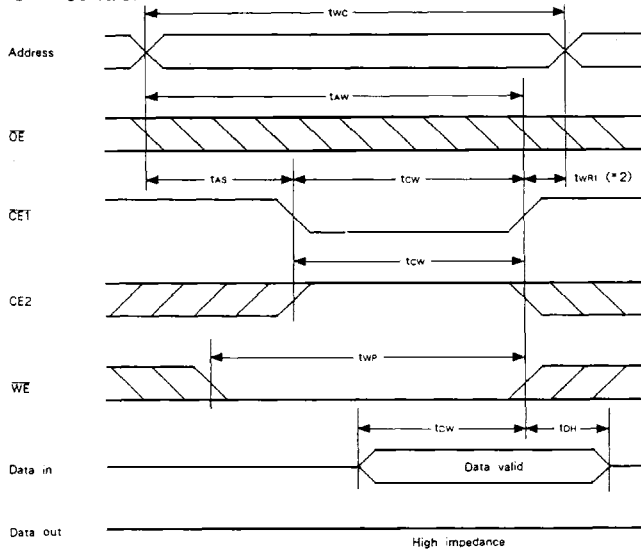 twc
Address
tAW
OE
tAS
tCW
tWR1 (*2)
CE1
tCW
CE2
tWP
WE
tDW
tDH
Data in
Data valid
Data out
High impedance